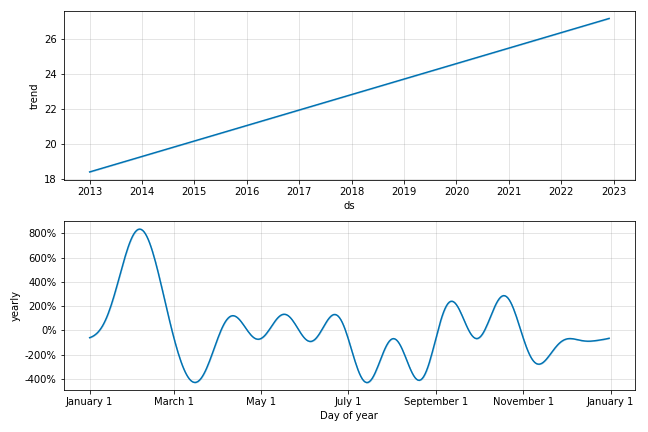 26
24
22
20
18
trend
2013 2014 2015 2016 2017 2018 2019 2020 2021 2022 2023
ds
800%
600%
400%
200%
0%
-200%
-400%
yearly
January 1 March 1 May 1 July 1 September 1 November 1 January 1
Day of year